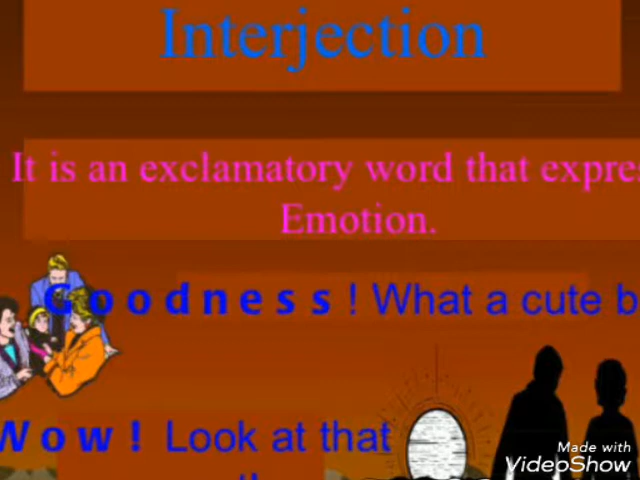 Interjection
It is an exclamatory word that expre
Emotion.
Goodness! What a cute b
Wow! Look at that
Made with
VideoShow